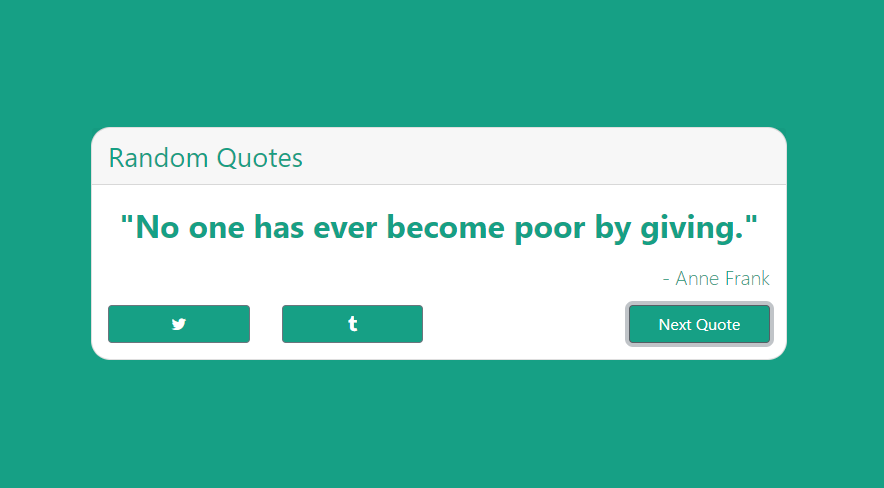 Random Quotes
"No one has ever become poor by giving."
- Anne Frank
Next Quote